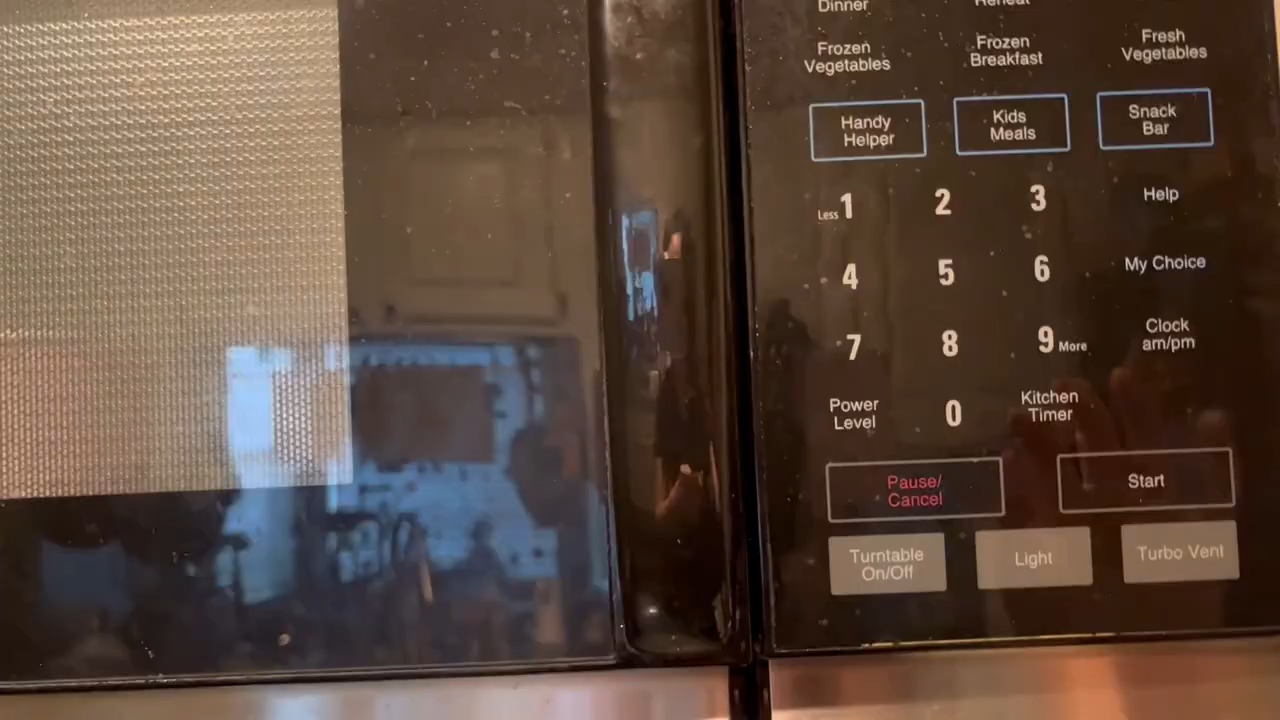 Dinner
Reheat
Frozen
Vegetables
Frozen
Breakfast
Fresh
Vegetables
Handy
Helper
Kids
Meals
Snack
Bar
Less 1
2
3
Help
4
5
6
My Choice
7
8
9 More
Clock
am/pm
Power
Level
0
Kitchen
Timer
Pause/
Cancel
Start
Turntable
On/Off
Light
Turbo Vent